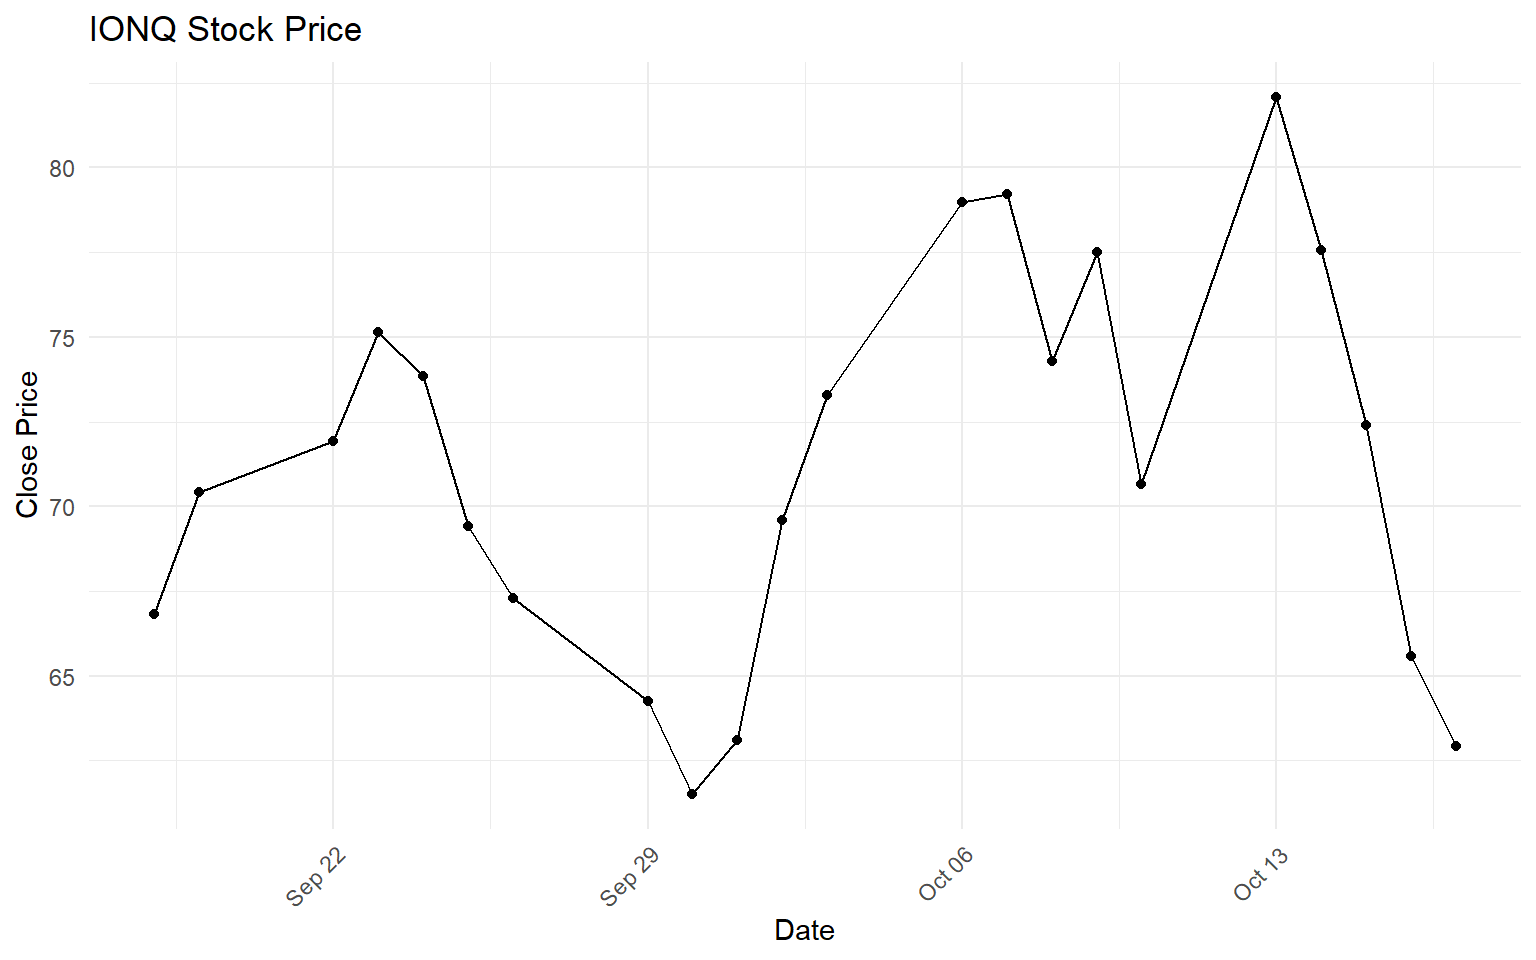 IONQ Stock Price
Close Price
80
75
70
65
Sep 22
Sep 29
Oct 06
Oct 13
Date